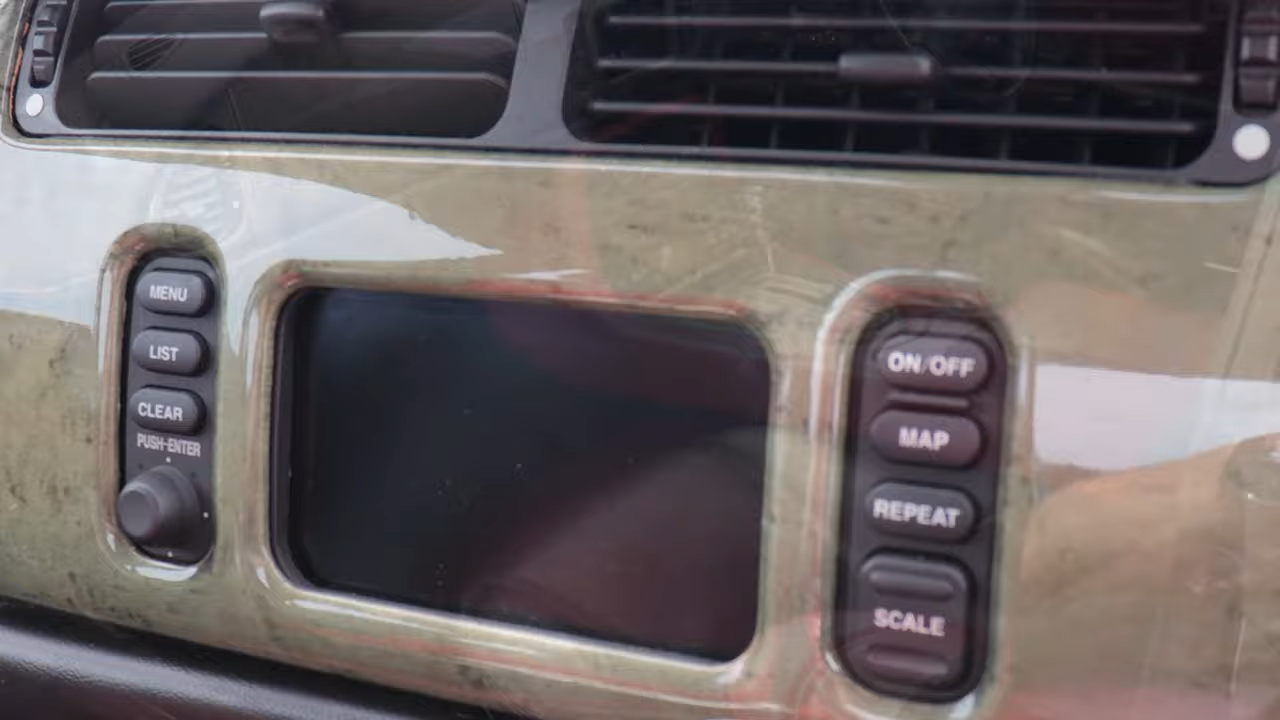 MENU
LIST
CLEAR
PUSH-ENTER
ON/OFF
MAP
REPEAT
SCALE